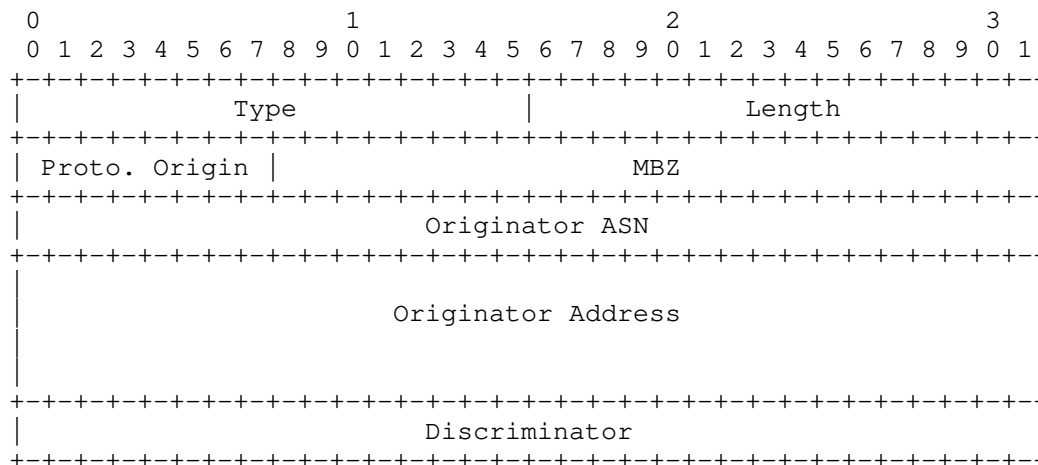 0                   1                   2                   3
0 1 2 3 4 5 6 7 8 9 0 1 2 3 4 5 6 7 8 9 0 1 2 3 4 5 6 7 8 9 0 1
+-+-+-+-+-+-+-+-+-+-+-+-+-+-+-+-+-+-+-+-+-+-+-+-+-+-+-+-+-+-+-+-
| Type | Length
+-+-+-+-+-+-+-+-+-+-+-+-+-+-+-+-+-+-+-+-+-+-+-+-+-+-+-+-+-+-+-+-
| Proto. Origin | MBZ
+-+-+-+-+-+-+-+-+-+-+-+-+-+-+-+-+-+-+-+-+-+-+-+-+-+-+-+-+-+-+-+-
| Originator ASN
+-+-+-+-+-+-+-+-+-+-+-+-+-+-+-+-+-+-+-+-+-+-+-+-+-+-+-+-+-+-+-+-
|
| Originator Address
|
|
+-+-+-+-+-+-+-+-+-+-+-+-+-+-+-+-+-+-+-+-+-+-+-+-+-+-+-+-+-+-+-+-
| Discriminator
+-+-+-+-+-+-+-+-+-+-+-+-+-+-+-+-+-+-+-+-+-+-+-+-+-+-+-+-+-+-+-+-